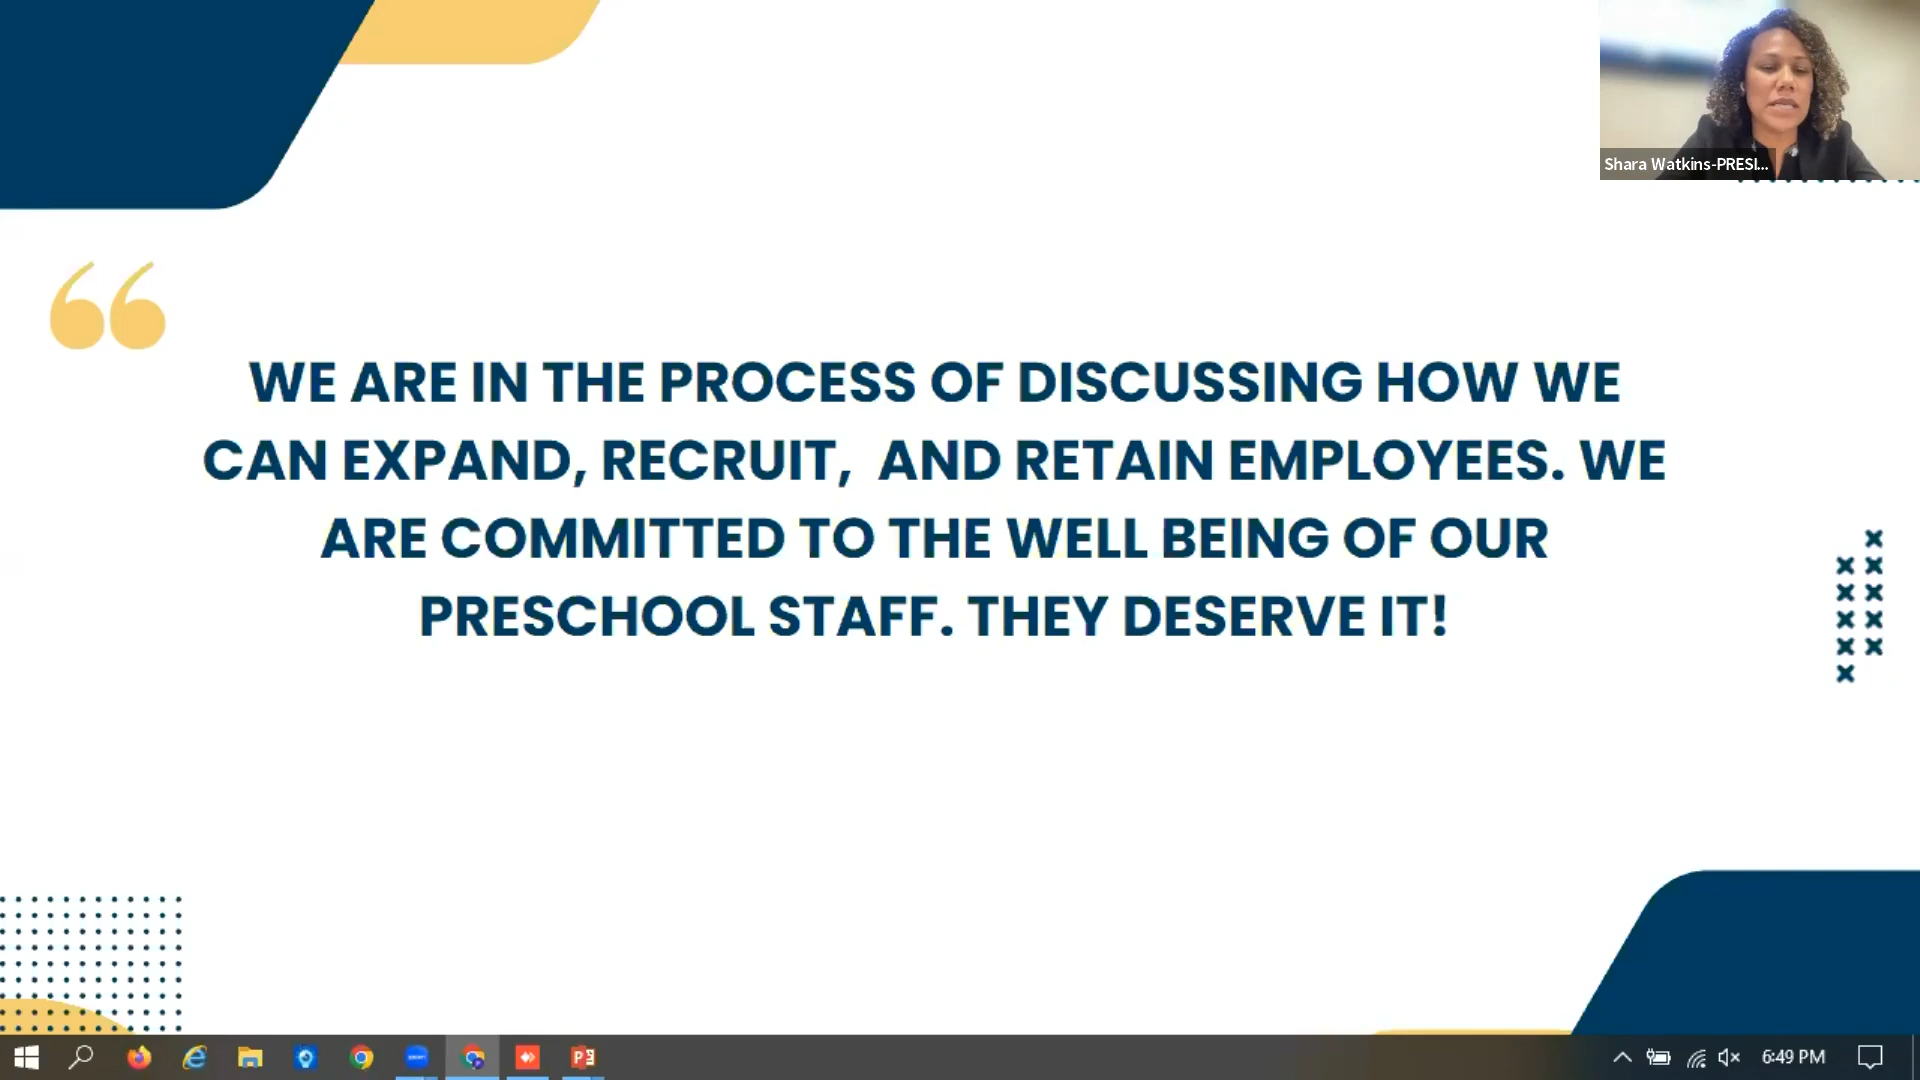 Shara Watkins-PRESI...
WE ARE IN THE PROCESS OF DISCUSSING HOW WE
CAN EXPAND, RECRUIT, AND RETAIN EMPLOYEES. WE
ARE COMMITTED TO THE WELL BEING OF OUR
PRESCHOOL STAFF. THEY DESERVE IT!
6:49 PM